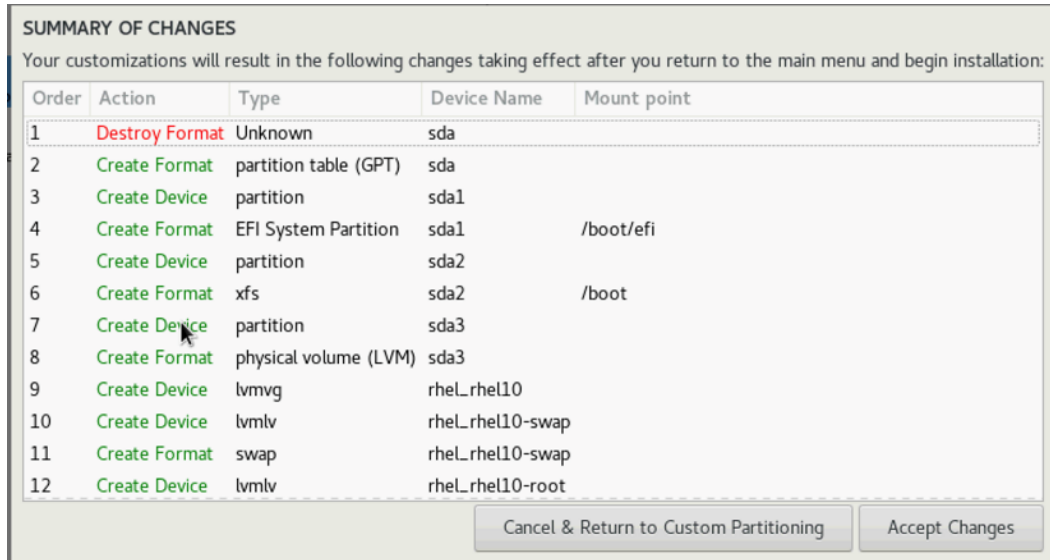 SUMMARY OF CHANGES
Your customizations will result in the following changes taking effect after you return to the main menu and begin installation:
Order Action Type Device Name Mount point
1 Destroy Format Unknown sda
2 Create Format partition table (GPT) sda
3 Create Device partition sda1
4 Create Format EFI System Partition sda1 /boot/efi
5 Create Device partition sda2
6 Create Format xfs sda2 /boot
7 Create Device partition sda3
8 Create Format physical volume (LVM) sda3
9 Create Device lvmvg rhel_rhel10
10 Create Device lvmlv rhel_rhel10-swap
11 Create Format swap rhel_rhel10-swap
12 Create Device lvmlv rhel_rhel10-root
Cancel & Return to Custom Partitioning Accept Changes